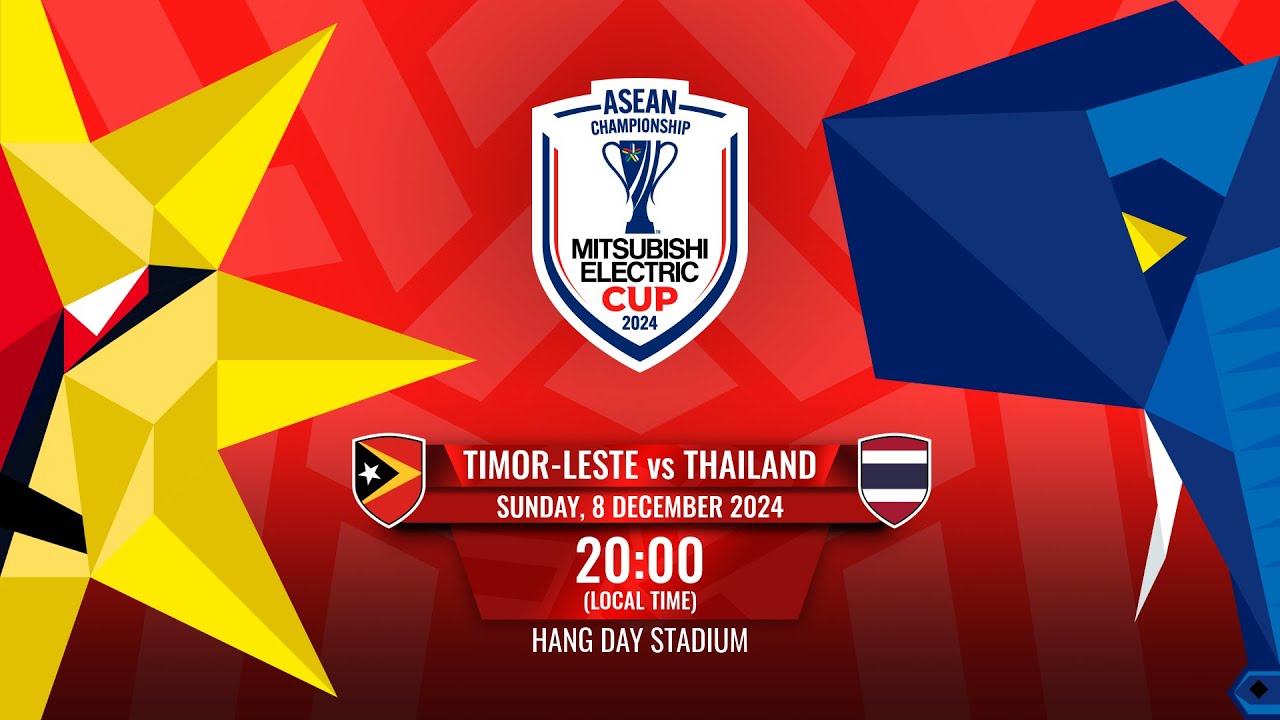 ASEAN
CHAMPIONSHIP
MITSUBISHI
ELECTRIC
CUP
2024
TIMOR-LESTE vs THAILAND
SUNDAY, 8 DECEMBER 2024
20:00
(LOCAL TIME)
HANG DAY STADIUM